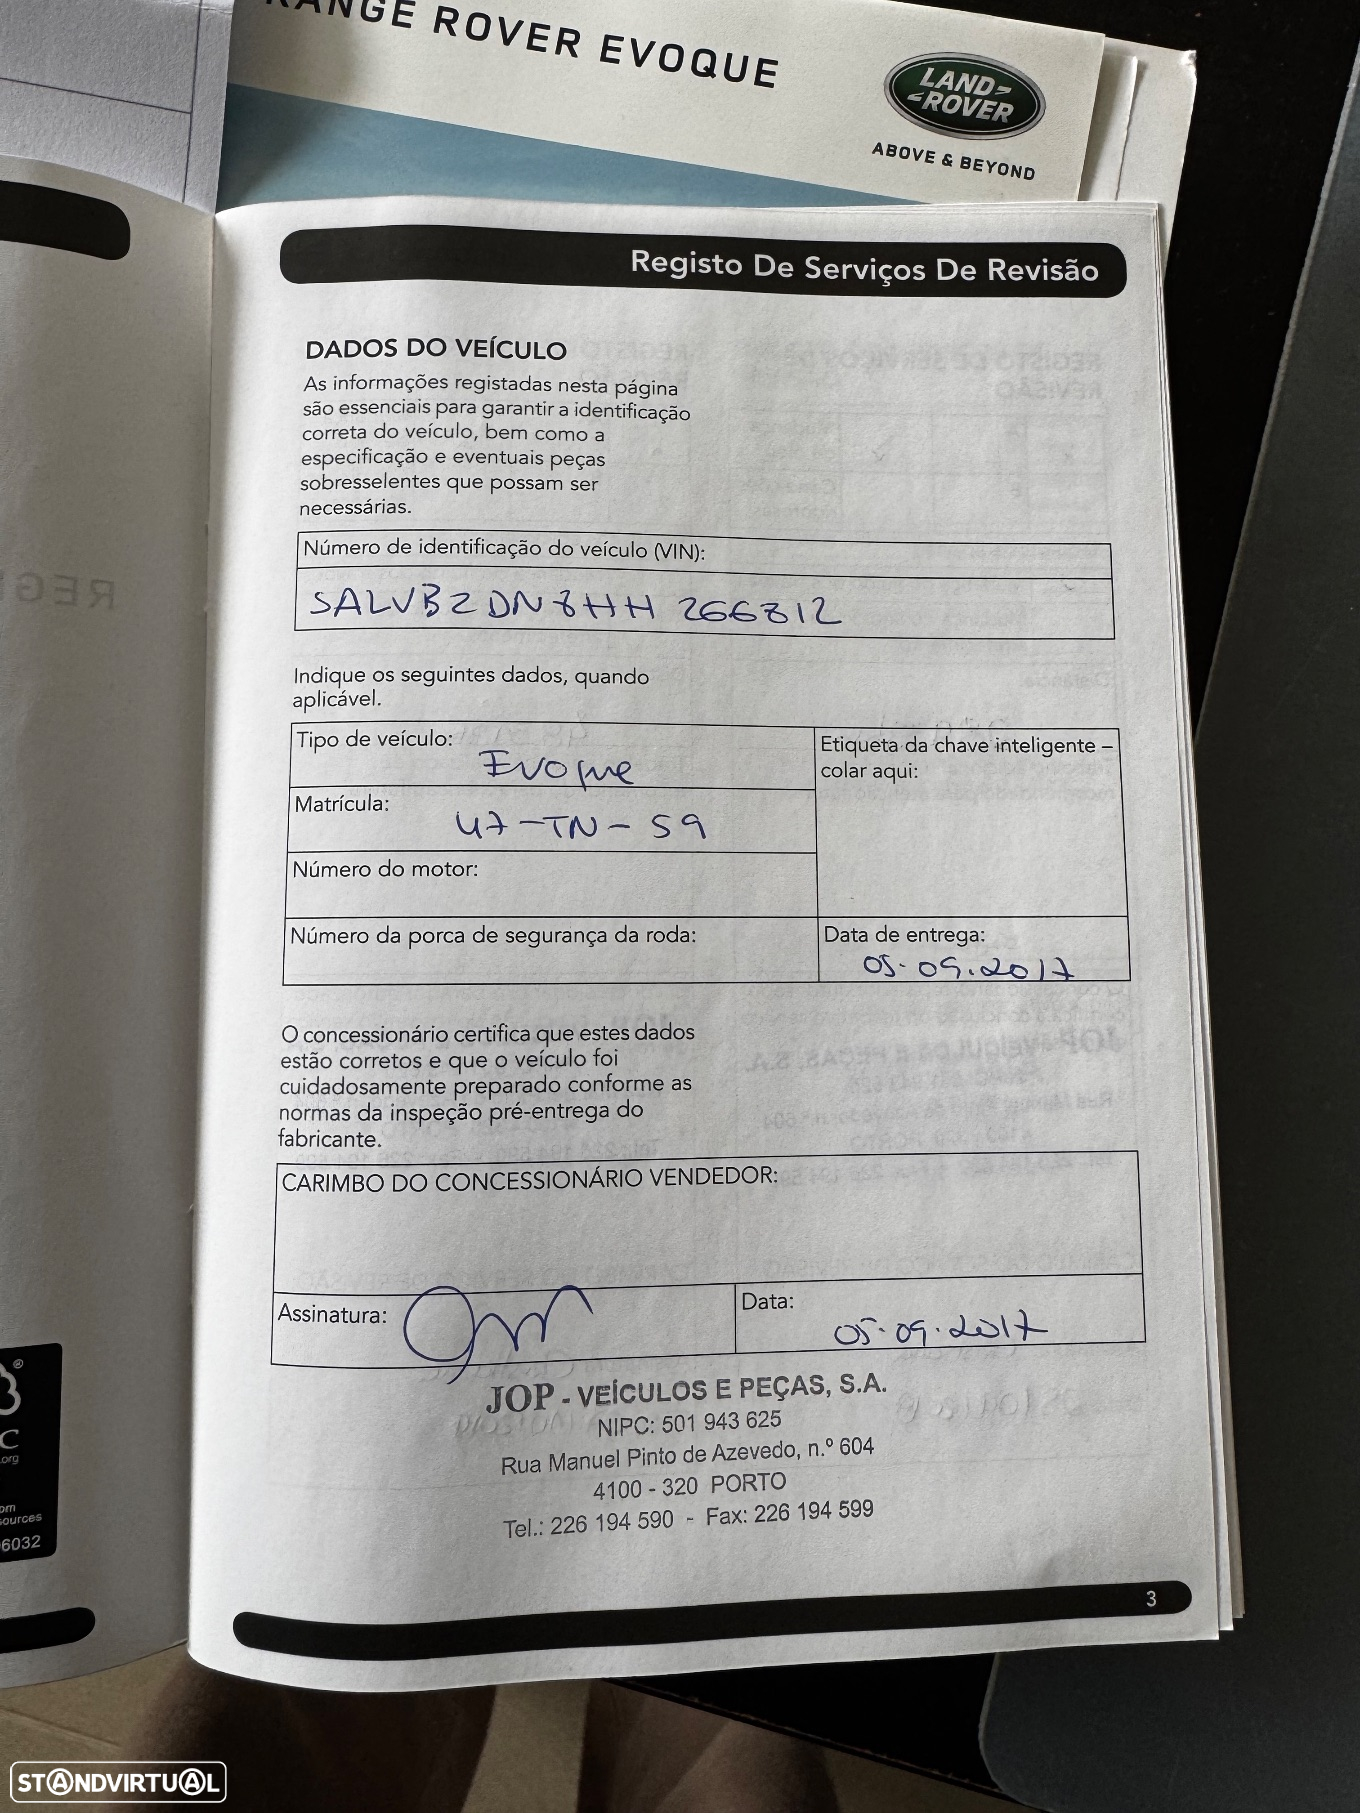 RANGE ROVER EVOQUE
LAND
ROVER
ABOVE & BEYOND
Registo De Serviços De Revisão
DADOS DO VEÍCULO
As informações registadas nesta página
são essenciais para garantir a identificação
correta do veículo, bem como a
especificação e eventuais peças
sobresselentes que possam ser
necessárias.
Número de identificação do veículo (VIN):
SALVB2DN8HH 266812
Indique os seguintes dados, quando
aplicável.
Tipo de veículo:
Evoque
Etiqueta da chave inteligente –
colar aqui:
Matrícula:
47-TN-59
Número do motor:
Número da porca de segurança da roda:
Data de entrega:
05.09.2017
O concessionário certifica que estes dados
estão corretos e que o veículo foi
cuidadosamente preparado conforme as
normas da inspeção pré-entrega do
fabricante.
CARIMBO DO CONCESSIONÁRIO VENDEDOR:
Assinatura:
Data:
05.09.2017
JOP - VEÍCULOS E PEÇAS, S.A.
NIPC: 501 943 625
Rua Manuel Pinto de Azevedo, n.º 604
4100 - 320 PORTO
Tel.: 226 194 590 - Fax: 226 194 599
3
STANDVIRTUAL